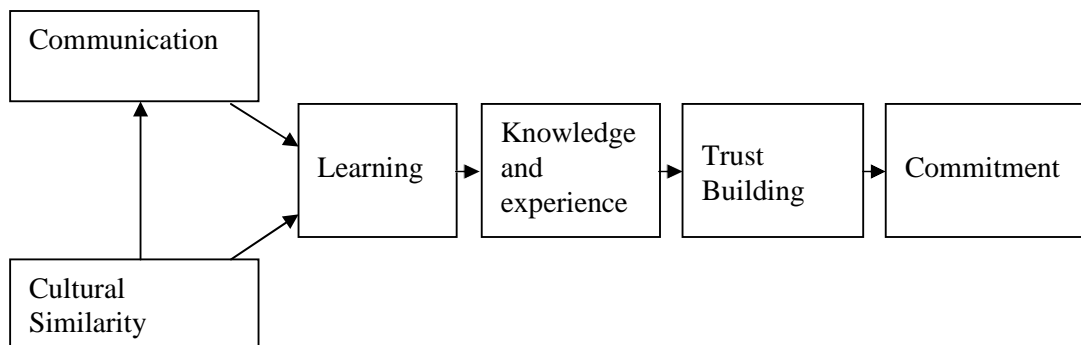 Communication
Learning
Knowledge
and
experience
Trust
Building
Commitment
Cultural
Similarity